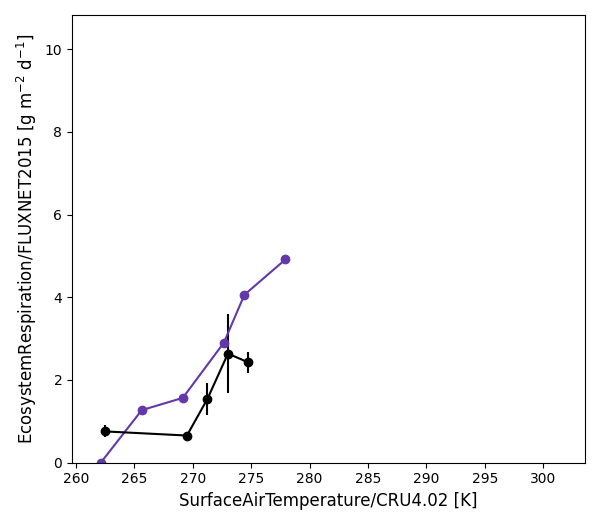 EcosystemRespiration/FLUXNET2015 [g m⁻² d⁻¹]
10
8
6
4
2
0
260 265 270 275 280 285 290 295 300
SurfaceAirTemperature/CRU4.02 [K]